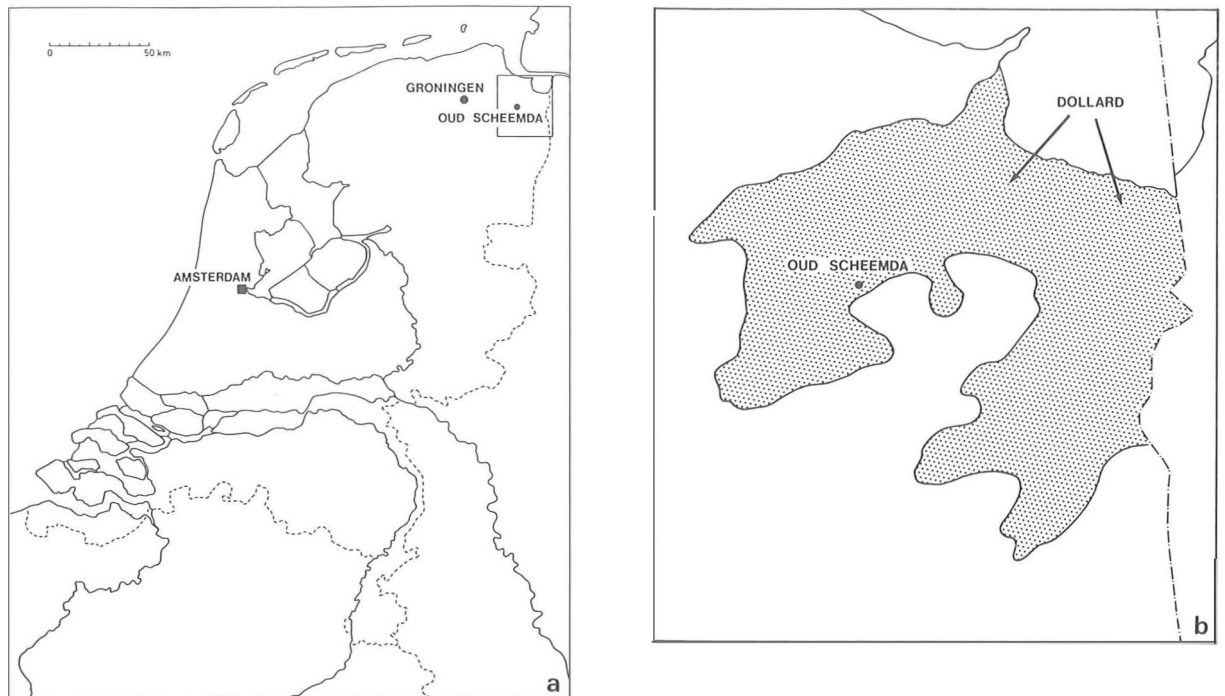 0 50 km
GRONINGEN
OUD SCHEEMDA
AMSTERDAM
a
DOLLARD
OUD SCHEEMDA
b